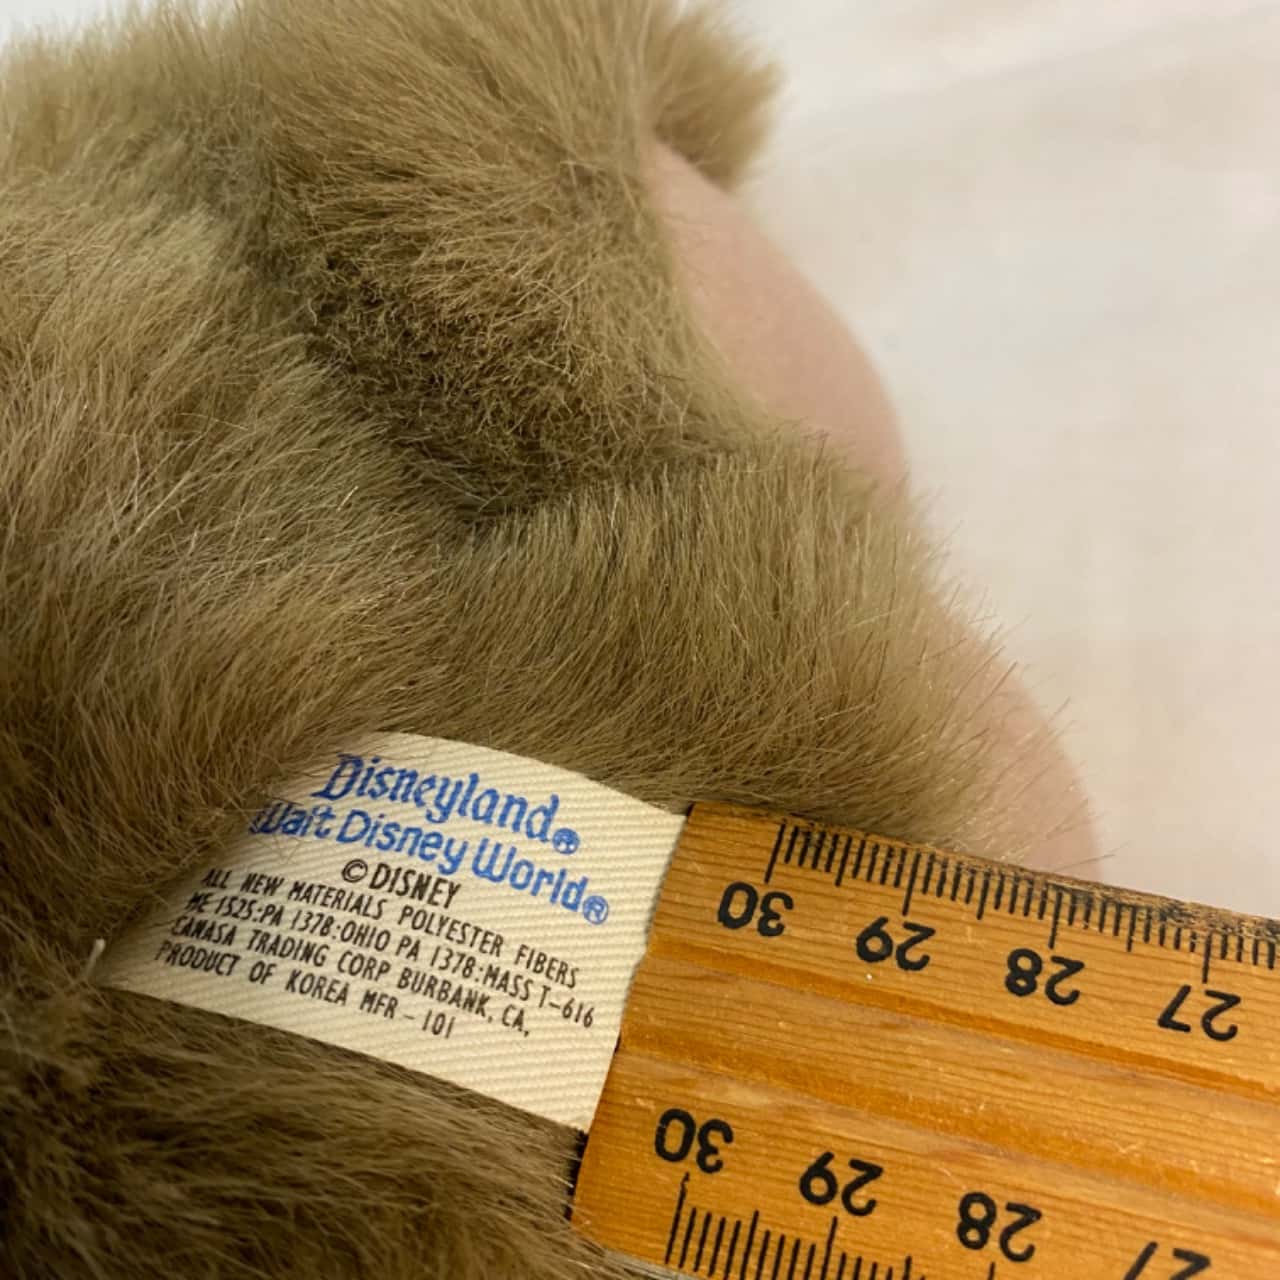 Disneyland®
Walt Disney World®
© DISNEY
ALL NEW MATERIALS POLYESTER FIBERS
ME 1525:PA 1378:OHIO PA 1378:MASS T-616
CANASA TRADING CORP BURBANK, CA,
PRODUCT OF KOREA MFR-101
30 29 28 27
30 29 28